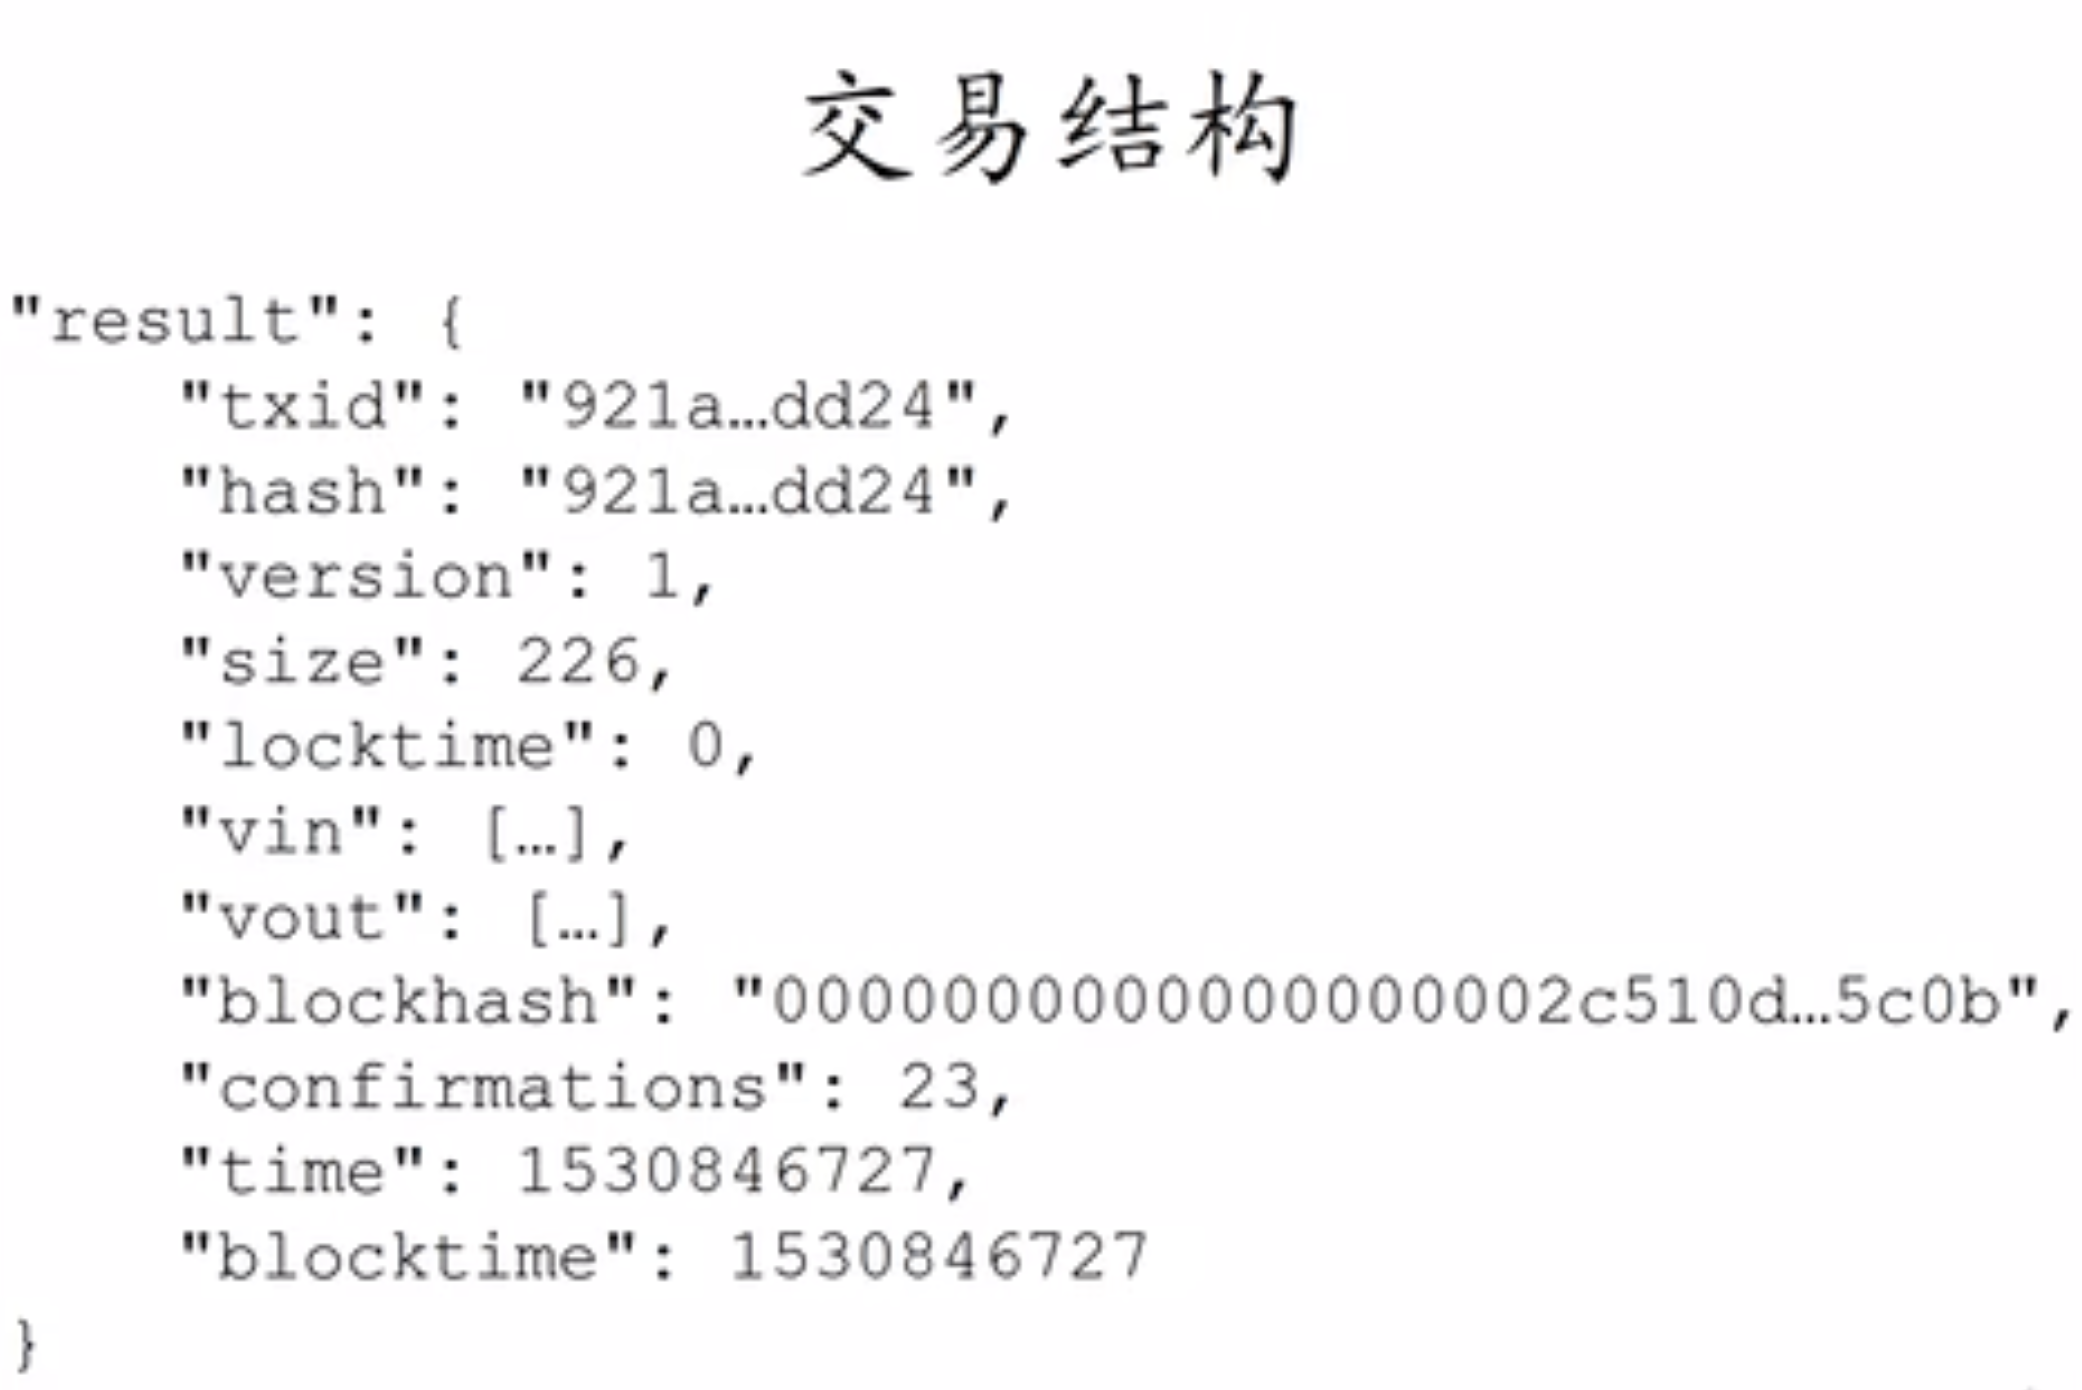 交易结构
"result": {
"txid": "921a…dd24",
"hash": "921a…dd24",
"version": 1,
"size": 226,
"locktime": 0,
"vin": […],
"vout": […],
"blockhash": "0000000000000000002c510d…5c0b",
"confirmations": 23,
"time": 1530846727,
"blocktime": 1530846727
}